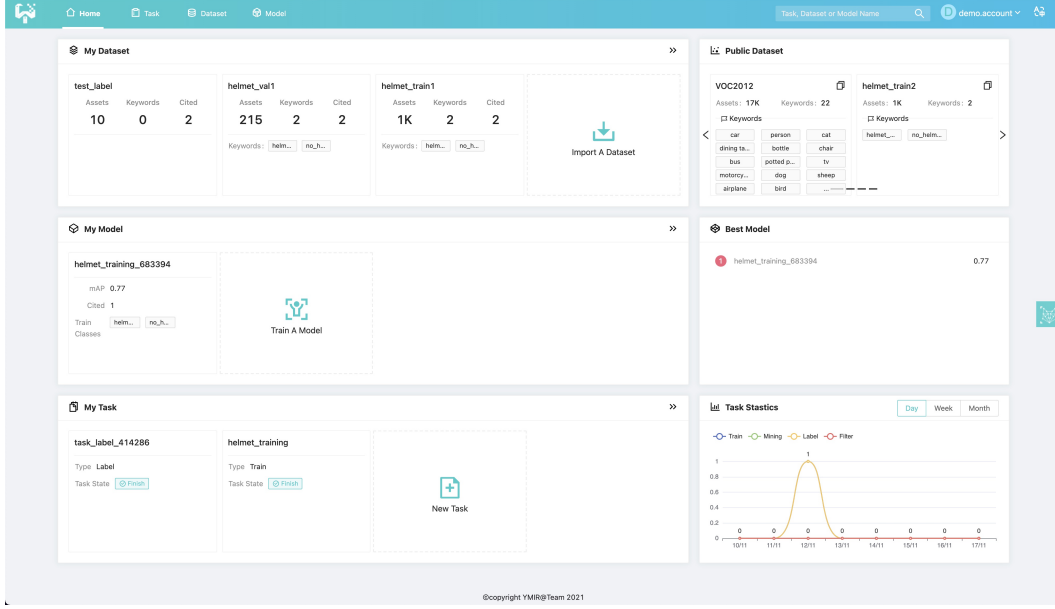 Home Task Dataset Model Task, Dataset or Model Name D demo.account
My Dataset
test_label
Assets Keywords Cited
10 0 2
helmet_val1
Assets Keywords Cited
215 2 2
Keywords: helm... no_h...
helmet_train1
Assets Keywords Cited
1K 2 2
Keywords: helm... no_h...
Import A Dataset
Public Dataset
VOC2012
Assets: 17K Keywords: 22
Keywords
car person cat
dining ta... bottle chair
bus potted p... tv
motorcy... dog sheep
airplane bird ...
helmet_train2
Assets: 1K Keywords: 2
Keywords
helmet_... no_helm...
My Model
helmet_training_683394
mAP 0.77
Cited 1
Train Classes helm... no_h...
Train A Model
Best Model
1 helmet_training_683394 0.77
My Task
task_label_414286
Type Label
Task State Finish
helmet_training
Type Train
Task State Finish
New Task
Task Stastics Day Week Month
Train Mining Label Filter
1
1
0.8
0.6
0.4
0.2
0 0 0 0 0 0 0 0
0
10/11 11/11 12/11 13/11 14/11 15/11 16/11 17/11
©copyright YMIR@Team 2021